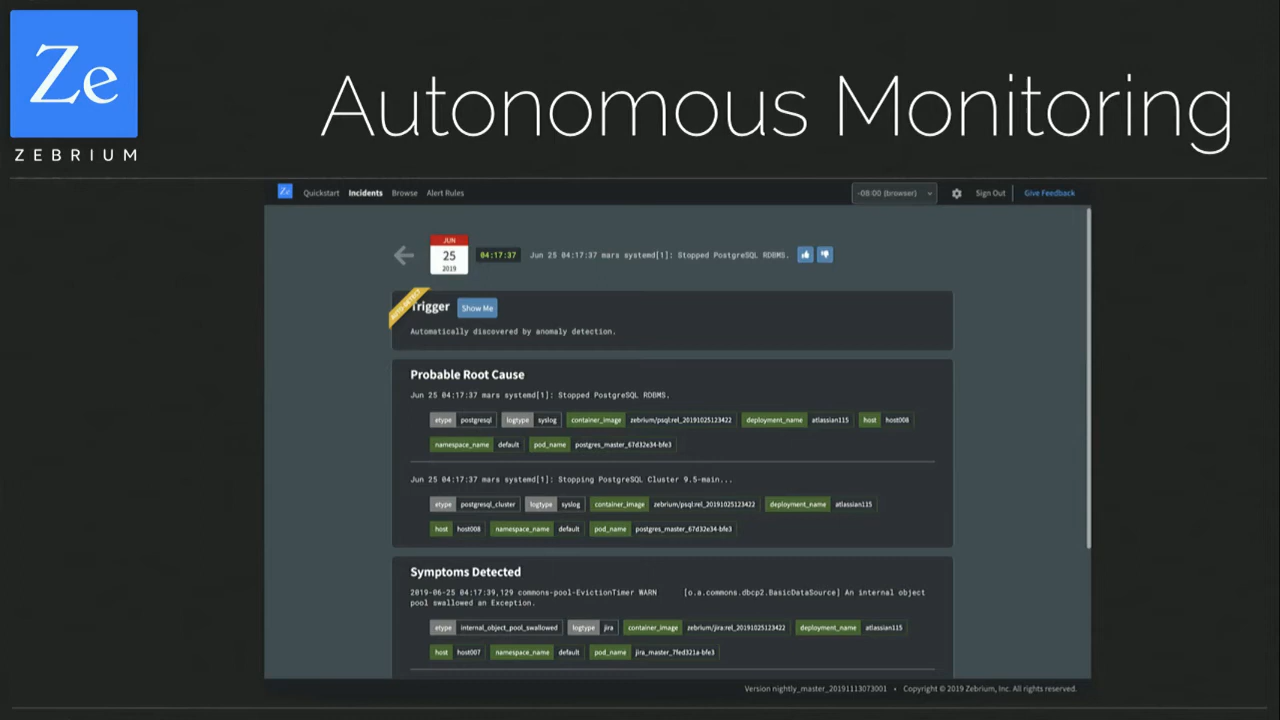 Ze
ZEBRIUM
Autonomous Monitoring
Ze Quickstart Incidents Browse Alert Rules -08:00 (browser) Sign Out Give Feedback
JUN
25
2019
04:17:37 Jun 25 04:17:37 mars systemd[1]: Stopped PostgreSQL RDBMS.
AUTO-DETECT
Trigger Show Me
Automatically discovered by anomaly detection.
Probable Root Cause
Jun 25 04:17:37 mars systemd[1]: Stopped PostgreSQL RDBMS.
etype postgresql logtype syslog container_image zebrium/psql:rel_20191025123422 deployment_name atlassian115 host host008
namespace_name default pod_name postgres_master_67d32e34-bfe3
Jun 25 04:17:37 mars systemd[1]: Stopping PostgreSQL Cluster 9.5-main...
etype postgresql_cluster logtype syslog container_image zebrium/psql:rel_20191025123422 deployment_name atlassian115
host host008 namespace_name default pod_name postgres_master_67d32e34-bfe3
Symptoms Detected
2019-06-25 04:17:39,129 commons-pool-EvictionTimer WARN [o.a.commons.dbcp2.BasicDataSource] An internal object
pool swallowed an Exception.
etype internal_object_pool_swallowed logtype jira container_image zebrium/jira:rel_20191025123422 deployment_name atlassian115
host host007 namespace_name default pod_name jira_master_7fed321a-bfe3
Version nightly_master_20191113073001 • Copyright © 2019 Zebrium, Inc. All rights reserved.